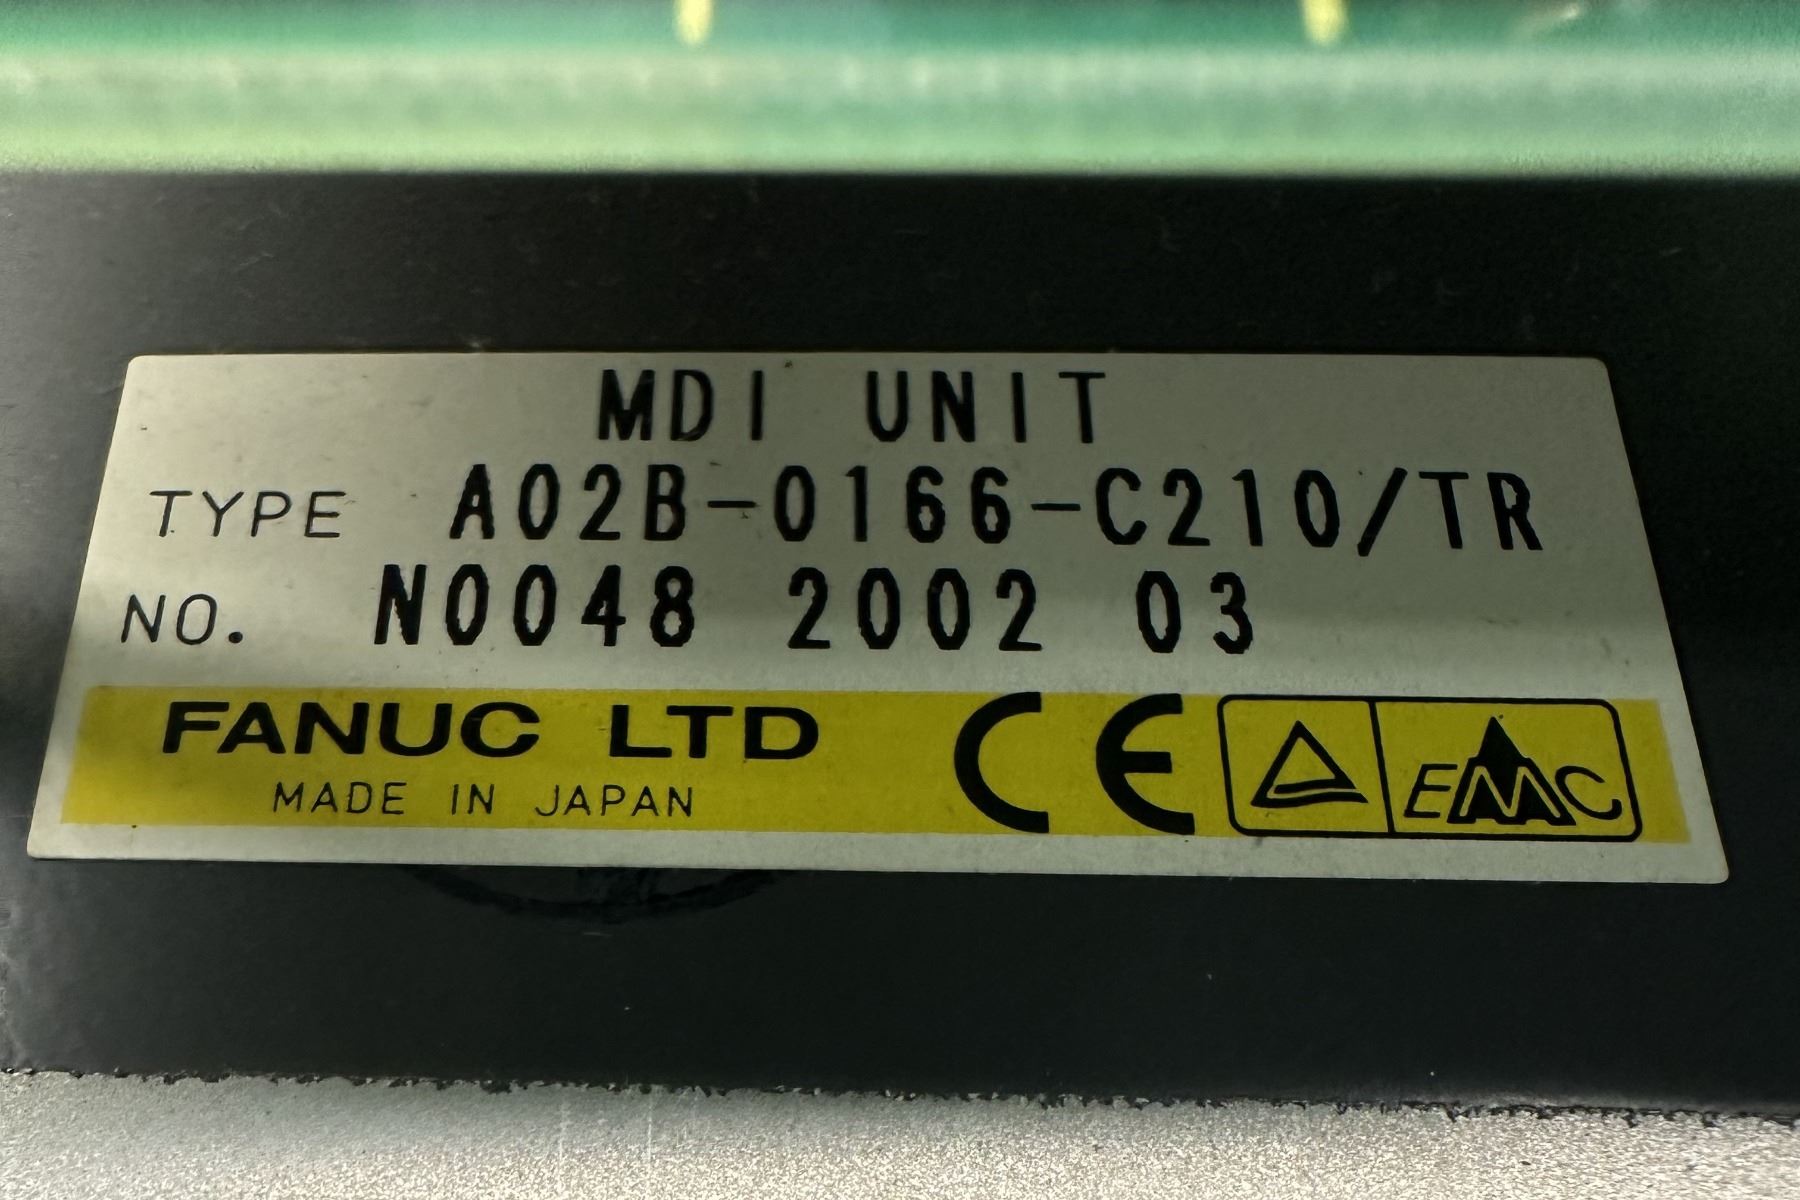 MDI UNIT
TYPE A02B-0166-C210/TR
NO. N0048 2002 03
FANUC LTD
MADE IN JAPAN
CE
EMC